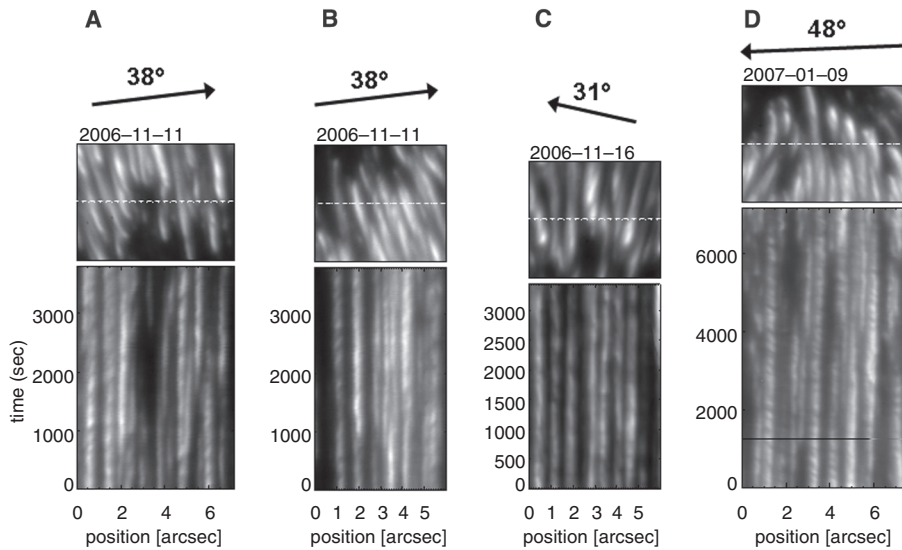 A
38°
2006–11–11
3000
2000
1000
0
time (sec)
0 2 4 6
position [arcsec]
B
38°
2006–11–11
3000
2000
1000
0
0 1 2 3 4 5
position [arcsec]
C
31°
2006–11–16
3000
2500
2000
1500
1000
500
0
0 1 2 3 4 5
position [arcsec]
D
48°
2007–01–09
6000
4000
2000
0
0 2 4 6
position [arcsec]